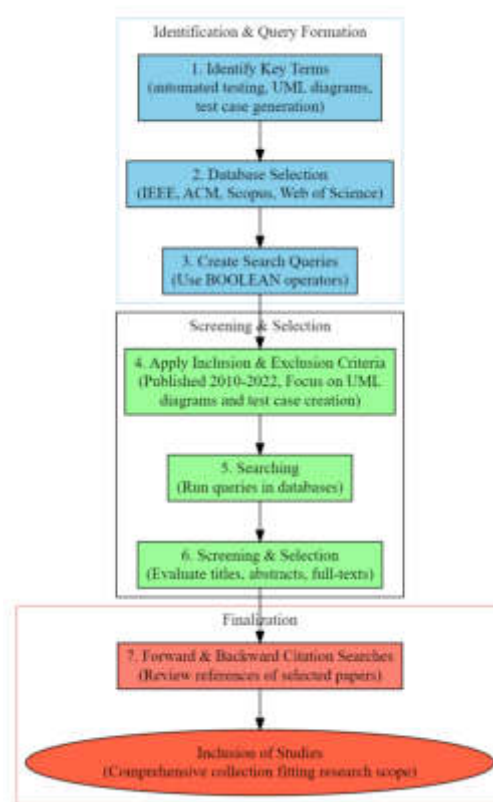 Identification & Query Formation
1. Identify Key Terms
(automated testing, UML diagrams,
test case generation)
2. Database Selection
(IEEE, ACM, Scopus, Web of Science)
3. Create Search Queries
(Use BOOLEAN operators)
Screening & Selection
4. Apply Inclusion & Exclusion Criteria
(Published 2010-2022, Focus on UML
diagrams and test case creation)
5. Searching
(Run queries in databases)
6. Screening & Selection
(Evaluate titles, abstracts, full-texts)
Finalization
7. Forward & Backward Citation Searches
(Review references of selected papers)
Inclusion of Studies
(Comprehensive collection fitting research scope)